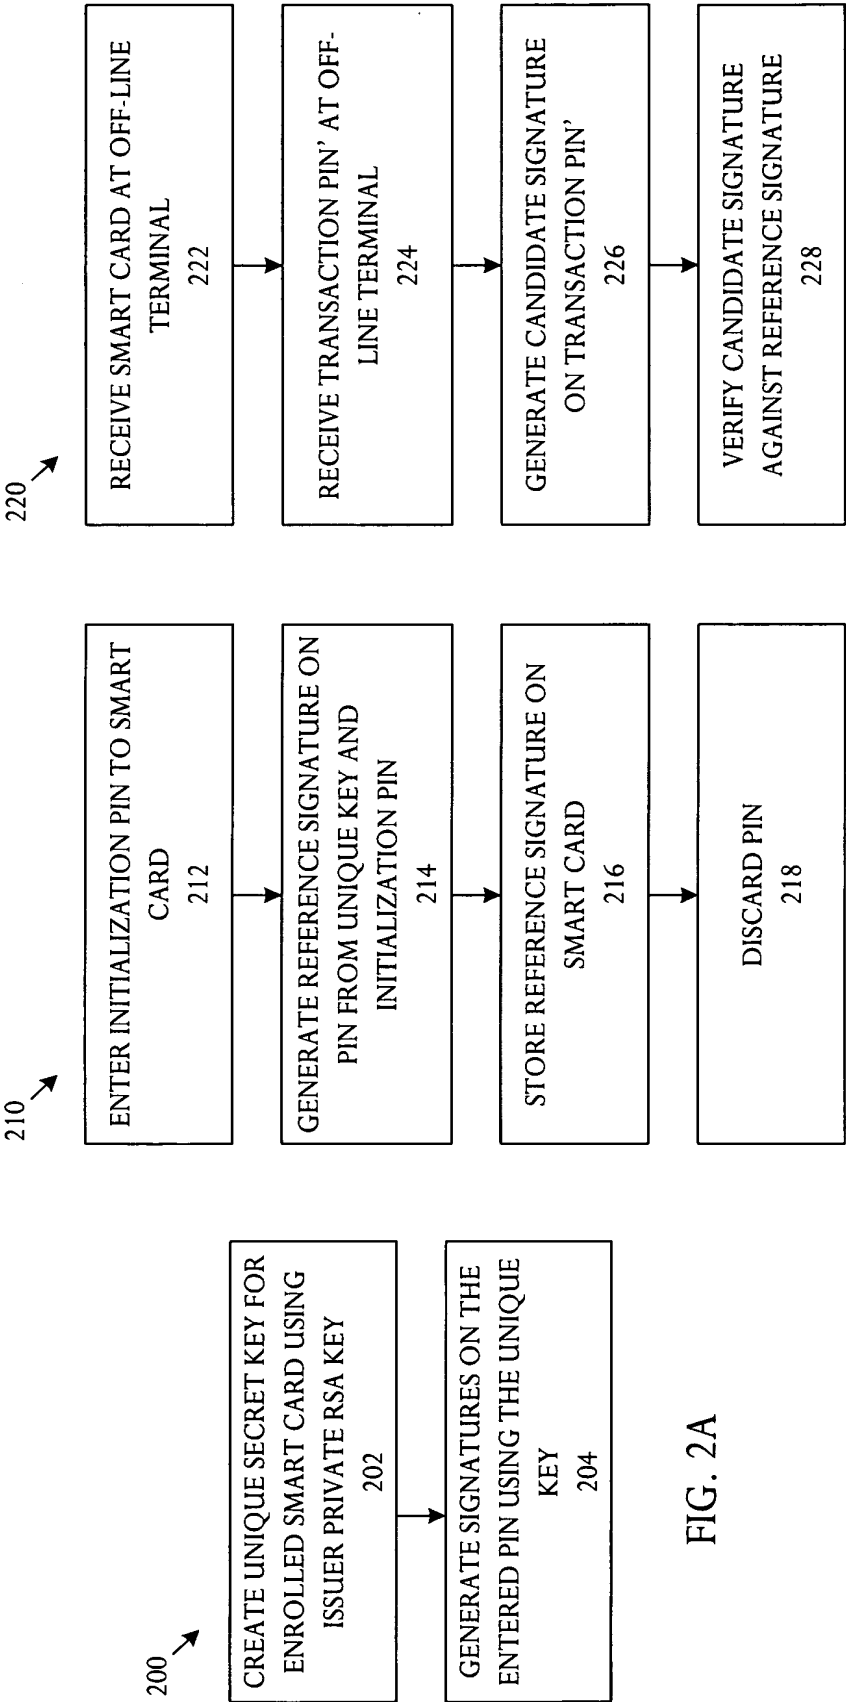 200
CREATE UNIQUE SECRET KEY FOR
ENROLLED SMART CARD USING
ISSUER PRIVATE RSA KEY
202
GENERATE SIGNATURES ON THE
ENTERED PIN USING THE UNIQUE
KEY
204
210
ENTER INITIALIZATION PIN TO SMART
CARD
212
GENERATE REFERENCE SIGNATURE ON
PIN FROM UNIQUE KEY AND
INITIALIZATION PIN
214
STORE REFERENCE SIGNATURE ON
SMART CARD
216
DISCARD PIN
218
220
RECEIVE SMART CARD AT OFF-LINE
TERMINAL
222
RECEIVE TRANSACTION PIN' AT OFF-
LINE TERMINAL
224
GENERATE CANDIDATE SIGNATURE
ON TRANSACTION PIN'
226
VERIFY CANDIDATE SIGNATURE
AGAINST REFERENCE SIGNATURE
228
FIG. 2A